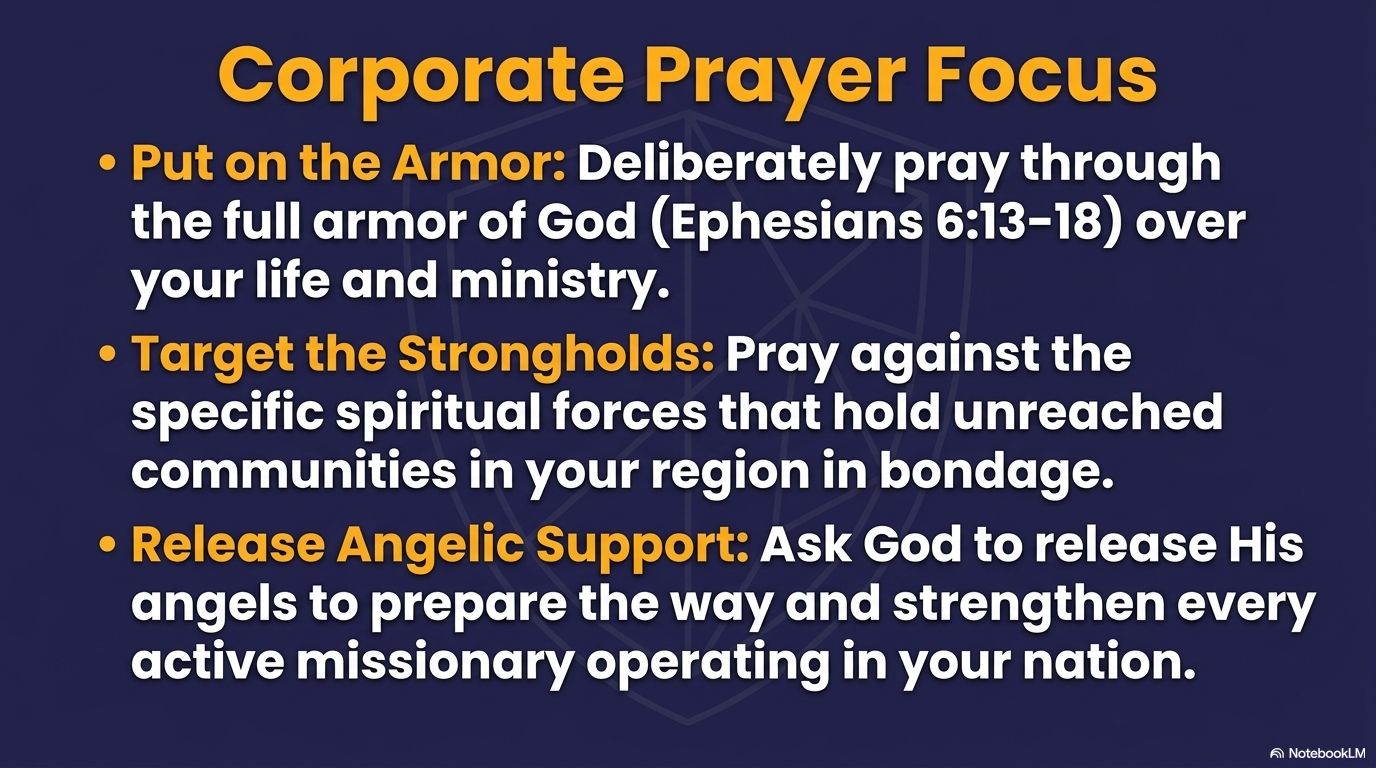 Corporate Prayer Focus
• Put on the Armor: Deliberately pray through
the full armor of God (Ephesians 6:13-18) over
your life and ministry.
• Target the Strongholds: Pray against the
specific spiritual forces that hold unreached
communities in your region in bondage.
• Release Angelic Support: Ask God to release His
angels to prepare the way and strengthen every
active missionary operating in your nation.
NotebookLM